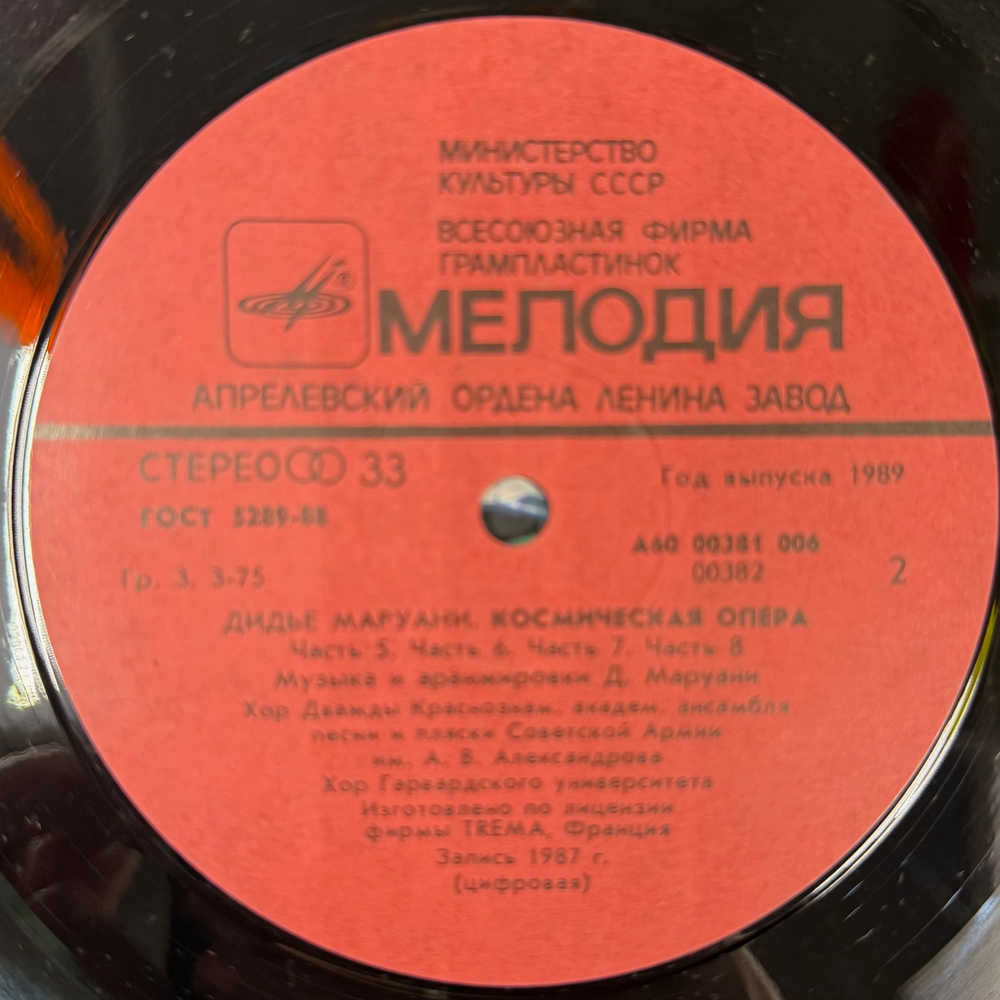 МИНИСТЕРСТВО
КУЛЬТУРЫ СССР
ВСЕСОЮЗНАЯ ФИРМА
ГРАМПЛАСТИНОК
МЕЛОДИЯ
АПРЕЛЕВСКИЙ ОРДЕНА ЛЕНИНА ЗАВОД
СТЕРЕО 33
Год выпуска 1989
ГОСТ 5289-88
А60 00381 006
Гр. 3. 3-75
00382
2
ДИДЬЕ МАРУАНИ. КОСМИЧЕСКАЯ ОПЕРА
Часть 5. Часть 6. Часть 7. Часть 8
Музыка и аранжировки Д. Маруани
Хор Дважды Краснознам. академ. ансамбля
песни и пляски Советской Армии
им. А. В. Александрова
Хор Гарвардского университета
Изготовлено по лицензии
фирмы TREMA, Франция
Запись 1987 г.
(цифровая)